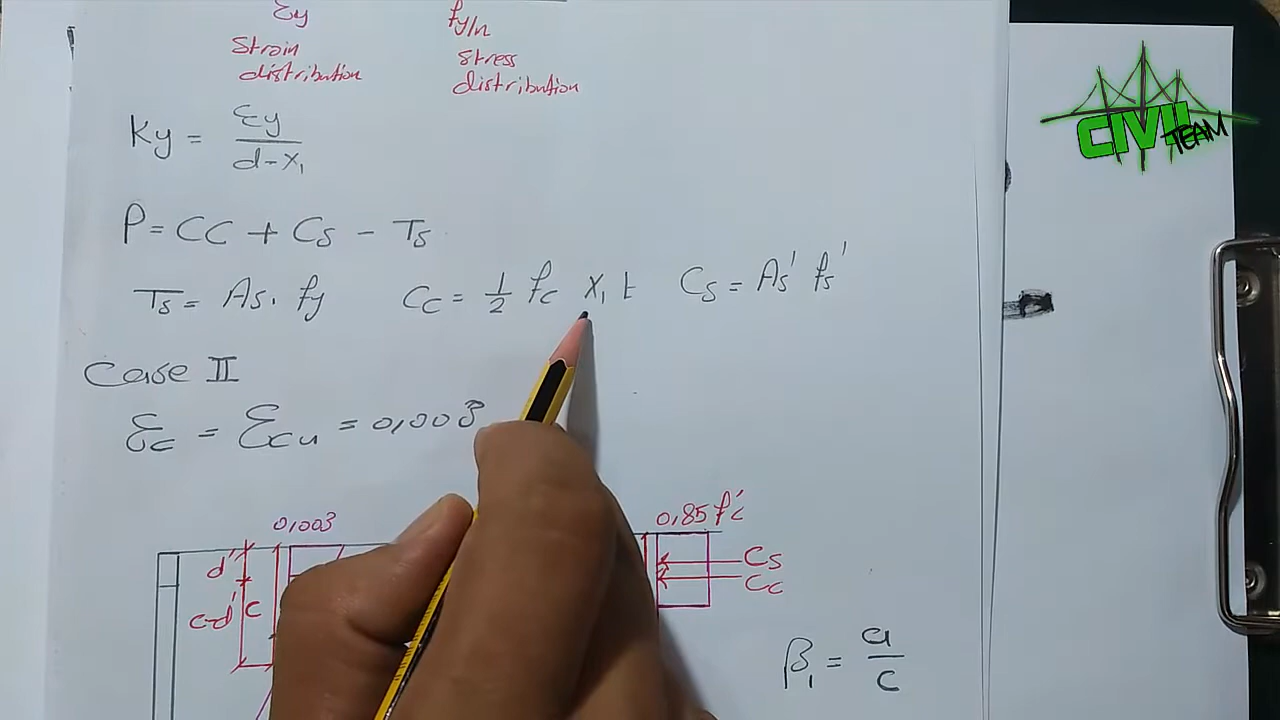 εy fy/n
Strain distribution
Stress distribution
Ky = εy / (d - x₁)
P = CC + Cs - Ts
Ts = As. fy Cc = 1/2 fc x₁ t Cs = As' fs'
Case II
εc = εcu = 0,003
0,003 0,85 fc'
d' Cs
Cc
c-d' c
β₁ = a / c
CIVIL TEAM